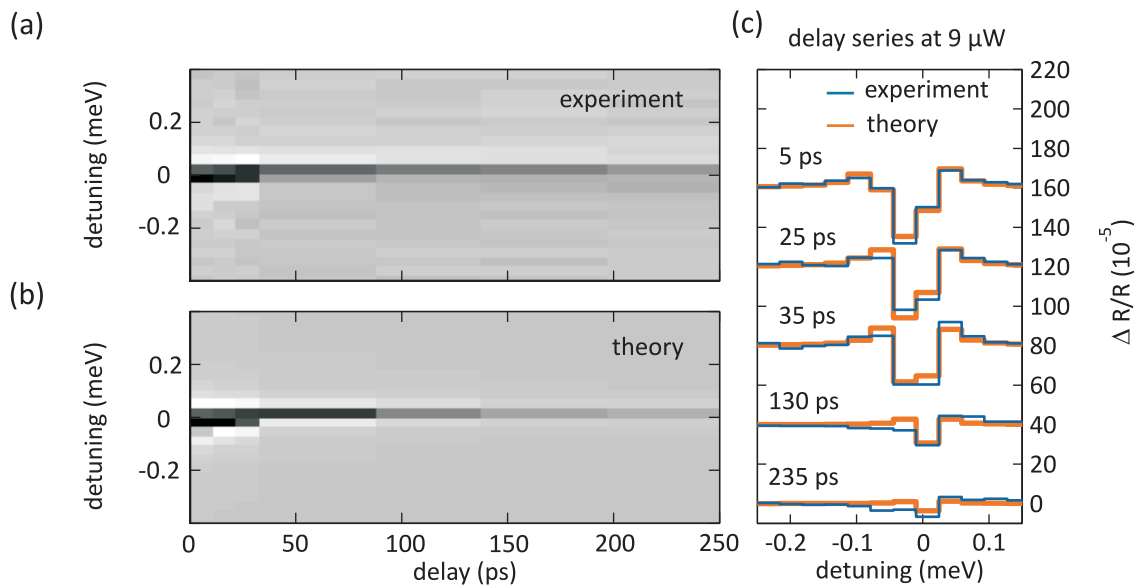 (a)
experiment
detuning (meV)
0.2
0
-0.2
(b)
theory
detuning (meV)
0.2
0
-0.2
0
50
100
150
200
250
delay (ps)
(c)
delay series at 9 μW
experiment
theory
5 ps
25 ps
35 ps
130 ps
235 ps
220
200
180
160
140
120
100
80
60
40
20
0
Δ R/R (10⁻⁵)
-0.2
-0.1
0
0.1
detuning (meV)